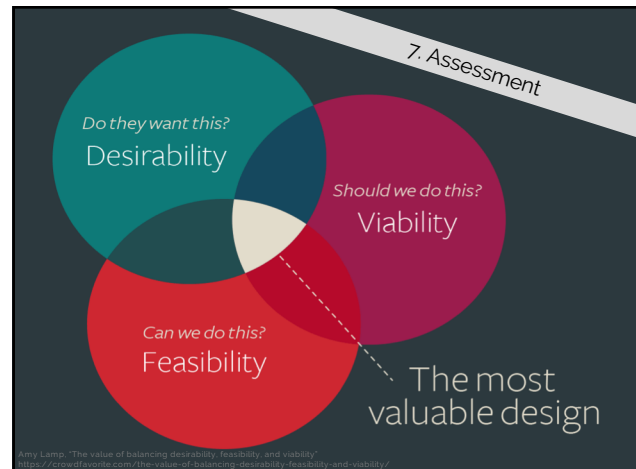 7. Assessment
Do they want this?
Desirability
Should we do this?
Viability
Can we do this?
Feasibility
The most
valuable design
Amy Lamp, "The value of balancing desirability, feasibility, and viability"
https://crowdfavorite.com/the-value-of-balancing-desirability-feasibility-and-viability/